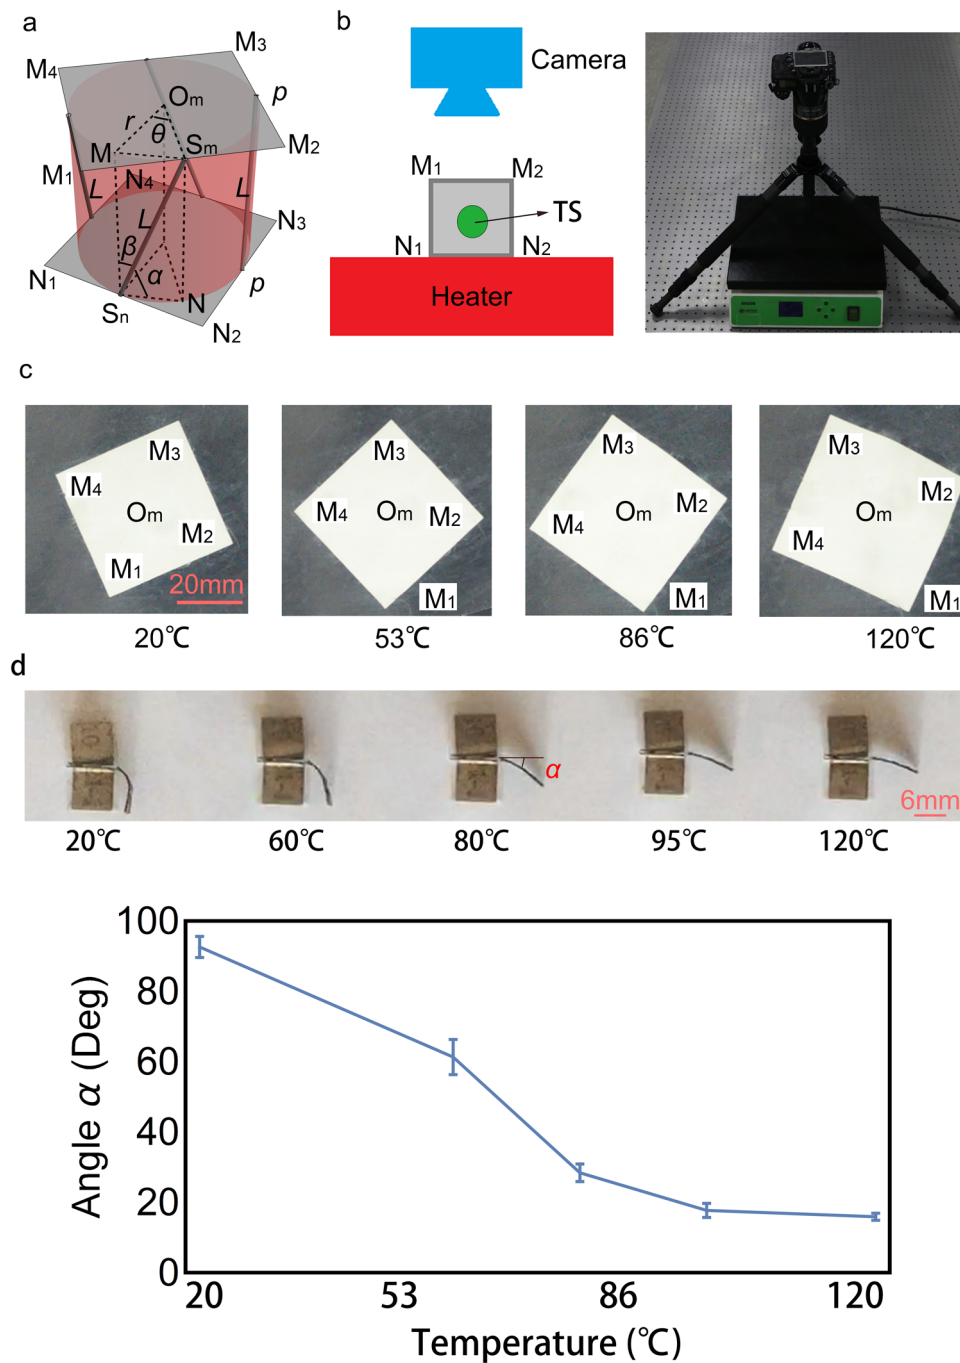 a
M3
M4
Om
p
r
θ
M
Sm
M2
M1
N4
L
L
L
N3
β
α
N1
Sn
N
p
N2
b
Camera
M1
M2
TS
N1
N2
Heater
c
M3
M4
Om
M2
M1
20mm
20℃
M3
M4
Om
M2
M1
53℃
M3
M2
Om
M4
M1
86℃
M3
M2
Om
M4
M1
120℃
d
α
6mm
20℃
60℃
80℃
95℃
120℃
100
80
60
40
20
0
Angle α (Deg)
20
53
86
120
Temperature (℃)